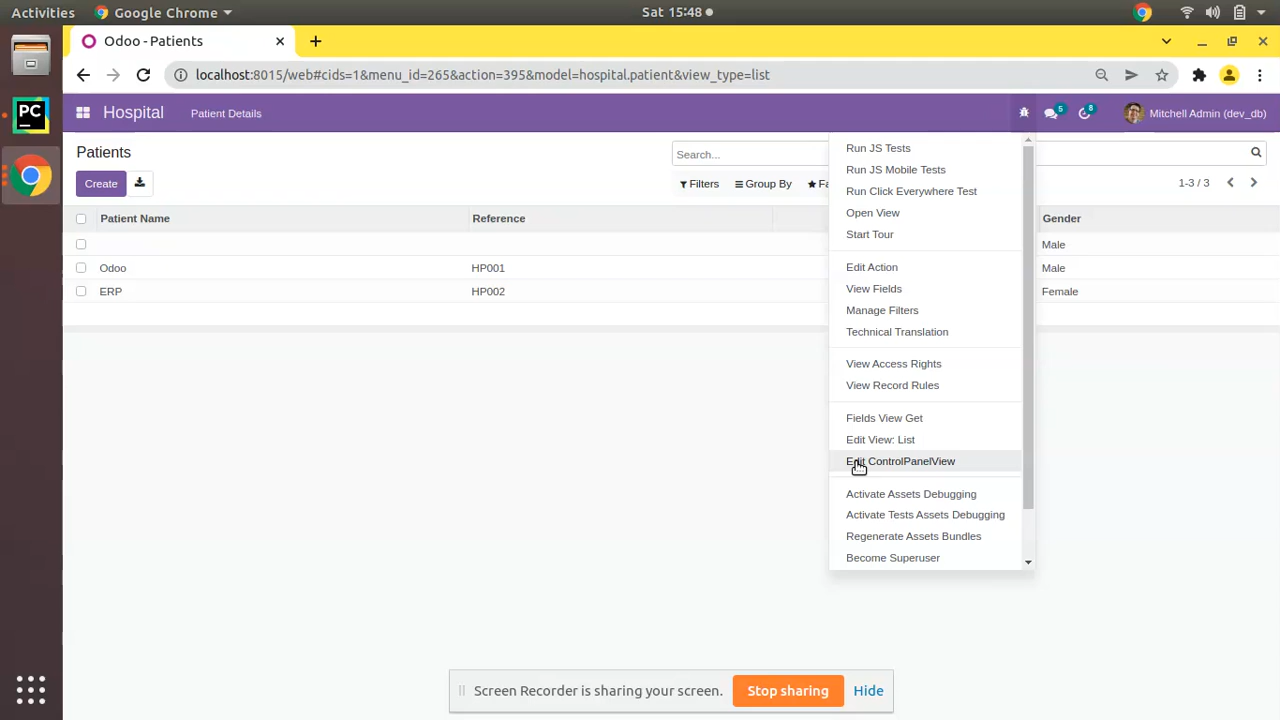 Activities Google Chrome Sat 15:48
Odoo - Patients
localhost:8015/web#cids=1&menu_id=265&action=395&model=hospital.patient&view_type=list
PC
Hospital Patient Details 5 8 Mitchell Admin (dev_db)
Patients Search...
Create Filters Group By Fa 1-3 / 3
Patient Name Reference Gender
Male
Odoo HP001 Male
ERP HP002 Female
Run JS Tests
Run JS Mobile Tests
Run Click Everywhere Test
Open View
Start Tour
Edit Action
View Fields
Manage Filters
Technical Translation
View Access Rights
View Record Rules
Fields View Get
Edit View: List
Edit ControlPanelView
Activate Assets Debugging
Activate Tests Assets Debugging
Regenerate Assets Bundles
Become Superuser
Screen Recorder is sharing your screen. Stop sharing Hide